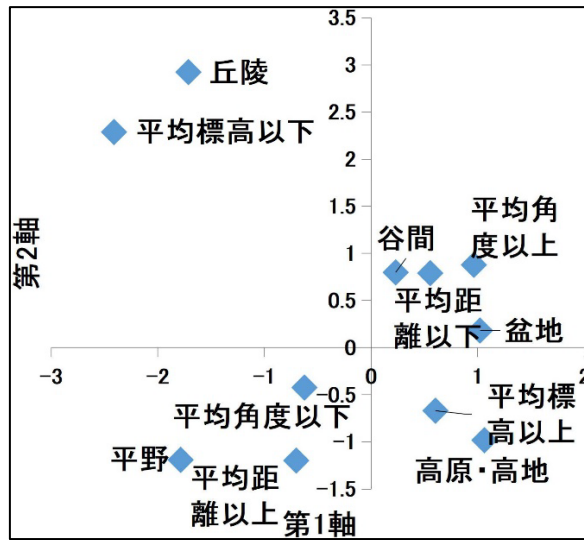 3.5
3
丘陵
2.5
平均標高以下
2
1.5
平均角
度以上
谷間
1
第2軸
0.5
平均距
離以下
盆地
0
-3
-2
-1
0
1
2
-0.5
平均標
高以上
平均角度以下
-1
平野
平均距
離以上
高原・高地
-1.5
第1軸